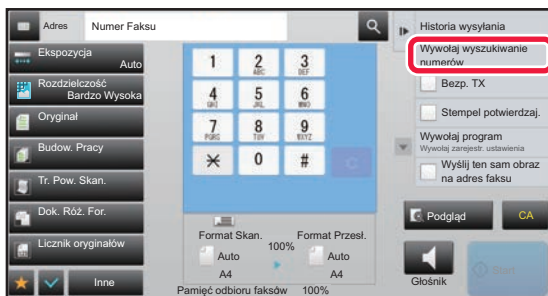 Adres
Numer Faksu
Ekspozycja
Auto
Rozdzielczość
Bardzo Wysoka
Oryginał
Budow. Pracy
Tr. Pow. Skan.
Dok. Róż. For.
Licznik oryginałów
Inne
1
2
ABC
3
DEF
4
GHI
5
JKL
6
MNO
7
PQRS
8
TUV
9
WXYZ
0
#
C
Format Skan.
100%
Format Przesł.
Auto
A4
Auto
A4
Pamięć odbioru faksów 100%
Historia wysyłania
Wywołaj wyszukiwanie
numerów
Bezp. TX
Stempel potwierdzaj.
Wywołaj program
Wywołaj zarejestr. ustawienia
Wyślij ten sam obraz
na adres faksu
Podgląd
CA
Głośnik
Start